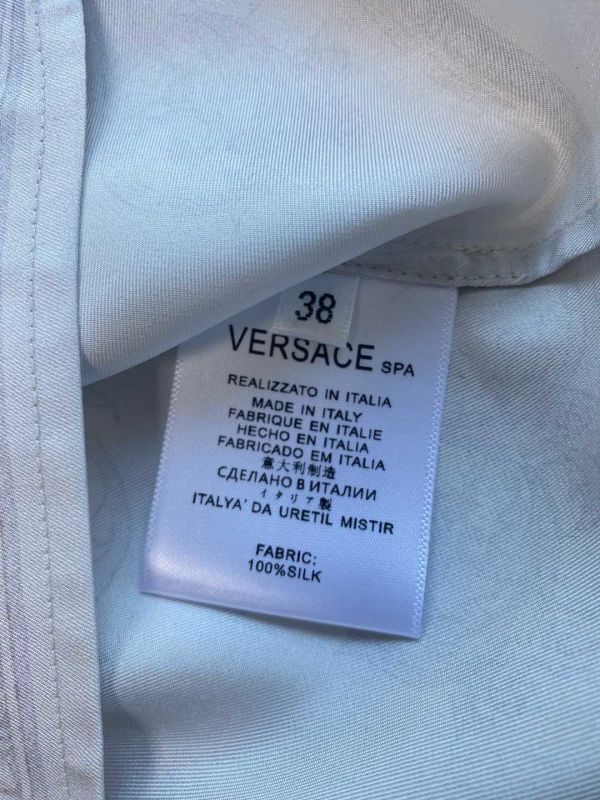 38
VERSACE SPA
REALIZZATO IN ITALIA
MADE IN ITALY
FABRIQUE EN ITALIE
HECHO EN ITALIA
FABRICADO EM ITALIA
意大利制造
СДЕЛАНО В ИТАЛИИ
イタリア製
ITALYA' DA URETIL MISTIR
FABRIC:
100%SILK